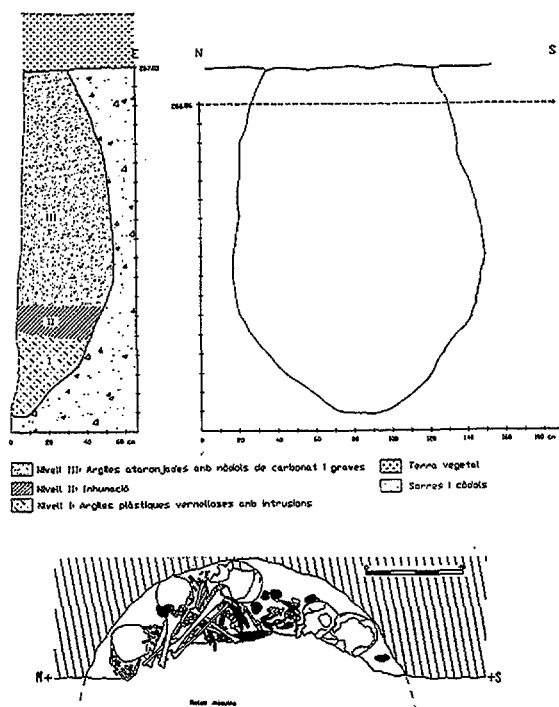 E N S
III
II
I
0 20 40 60 cm
0 20 40 60 80 100 120 140 160 180 cm
Nivell III: Argiles ataronjades amb nòduls de carbonat i graves
Terra vegetal
Nivell II: Inhumació
Sorres i còdols
Nivell I: Argiles plàstiques vermelloses amb intrusions
N+ +S